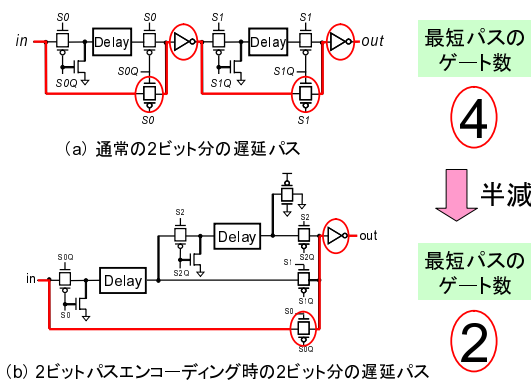 S0
S0
S1
S1
in
Delay
Delay
out
S0Q
S0Q
S1Q
S1Q
S0
S1
(a) 通常の2ビット分の遅延パス
最短パスの
ゲート数
4
半減
S2
S2
Delay
out
S0Q
S2Q
S2Q
S1
in
Delay
S0
S1Q
S0
S0Q
最短パスの
ゲート数
2
(b) 2ビットパスエンコーディング時の2ビット分の遅延パス